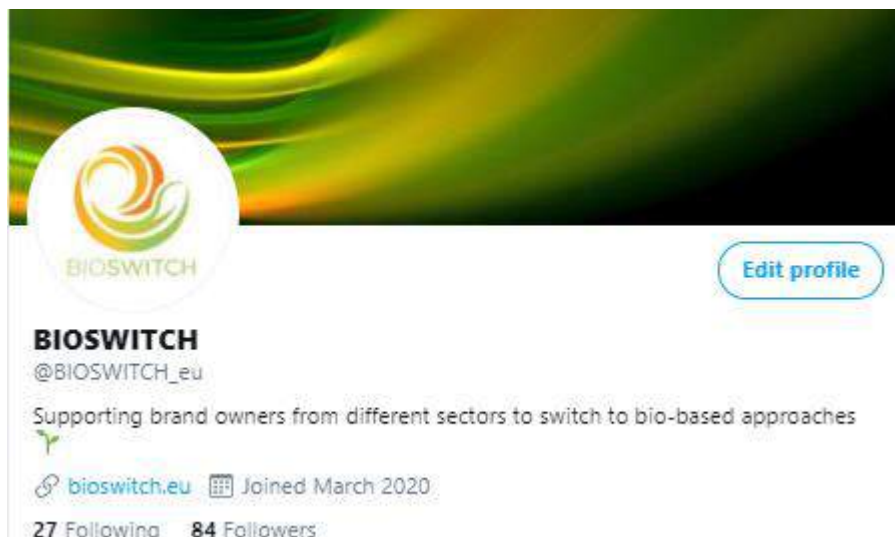 BIOSWITCH
Edit profile
BIOSWITCH
@BIOSWITCH_eu
Supporting brand owners from different sectors to switch to bio-based approaches
bioswitch.eu Joined March 2020
27 Following 84 Followers